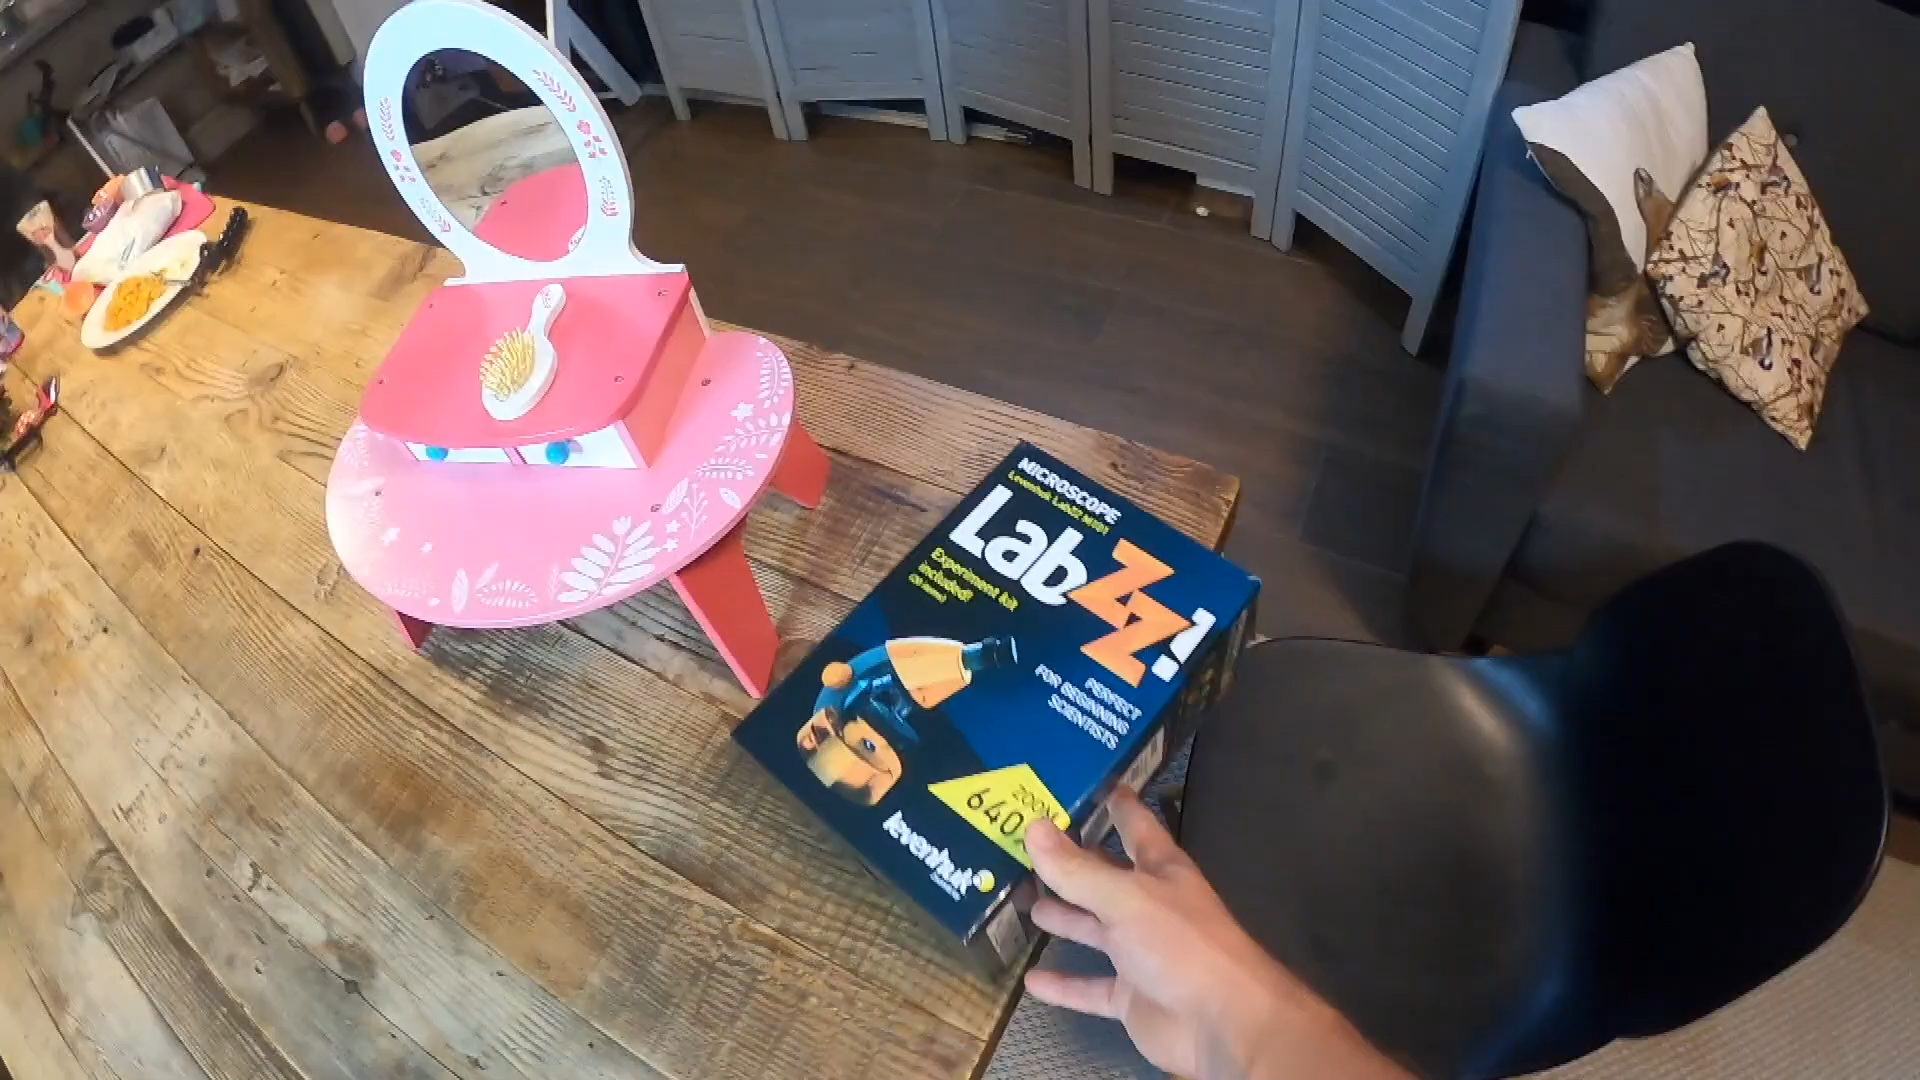 MICROSCOPE
Levenhuk LabZZ M101
LabZZ!
Experiment kit
included!
PERFECT
FOR BEGINNING
SCIENTISTS
ZOOM
640x
levenhuk